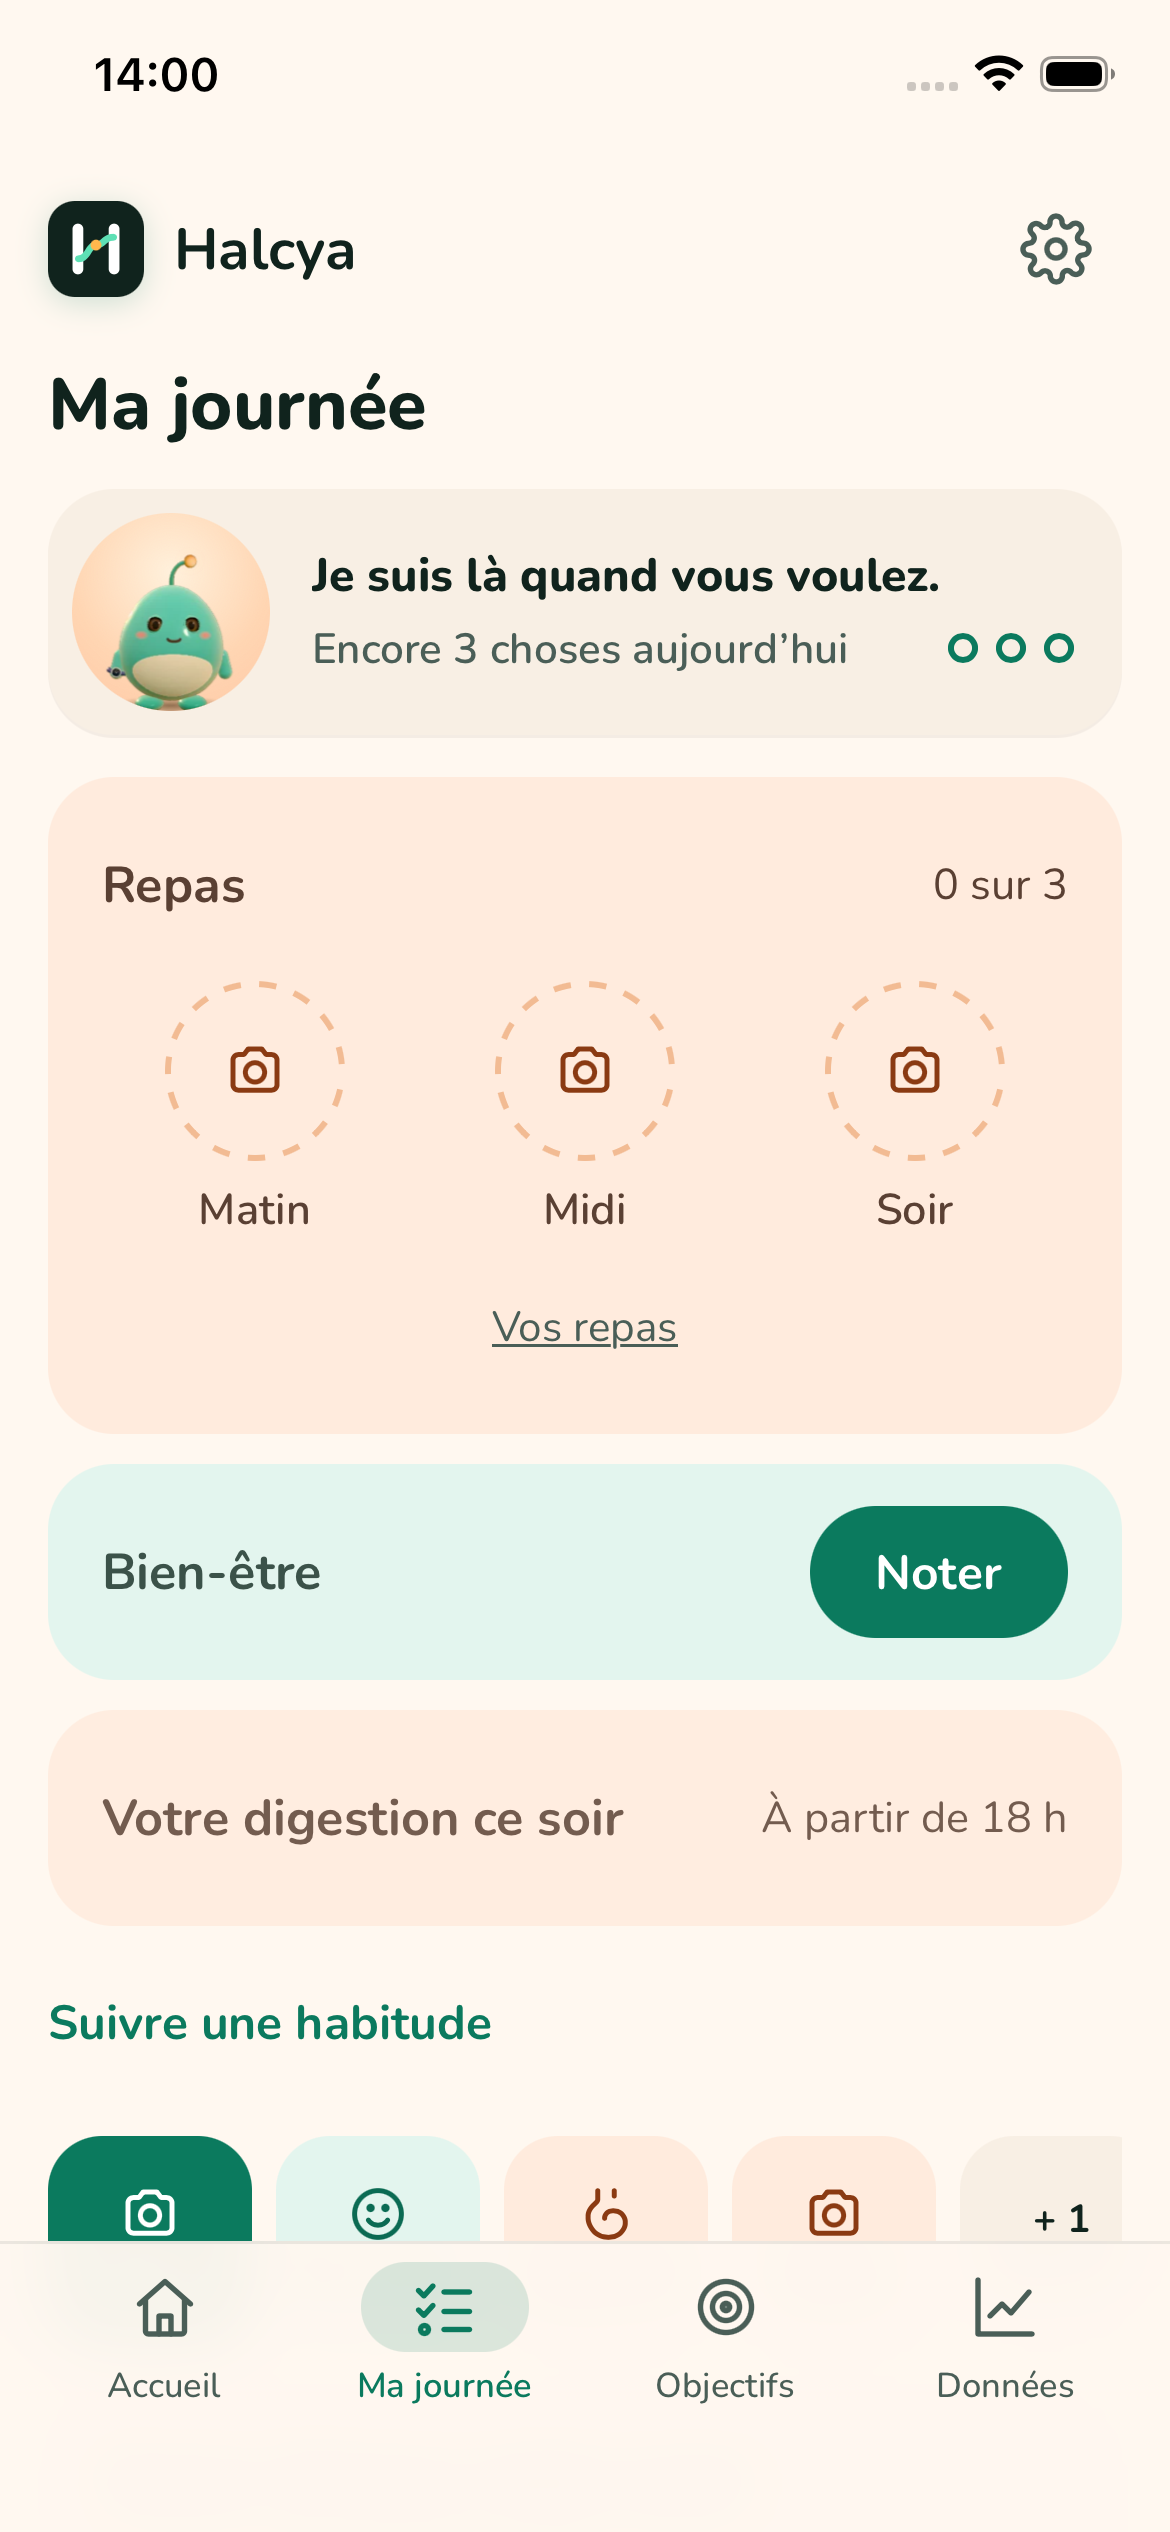 14:00
Halcya
Ma journée
Je suis là quand vous voulez.
Encore 3 choses aujourd’hui
Repas
0 sur 3
Matin
Midi
Soir
Vos repas
Bien-être
Noter
Votre digestion ce soir
À partir de 18 h
Suivre une habitude
+ 1
Accueil
Ma journée
Objectifs
Données